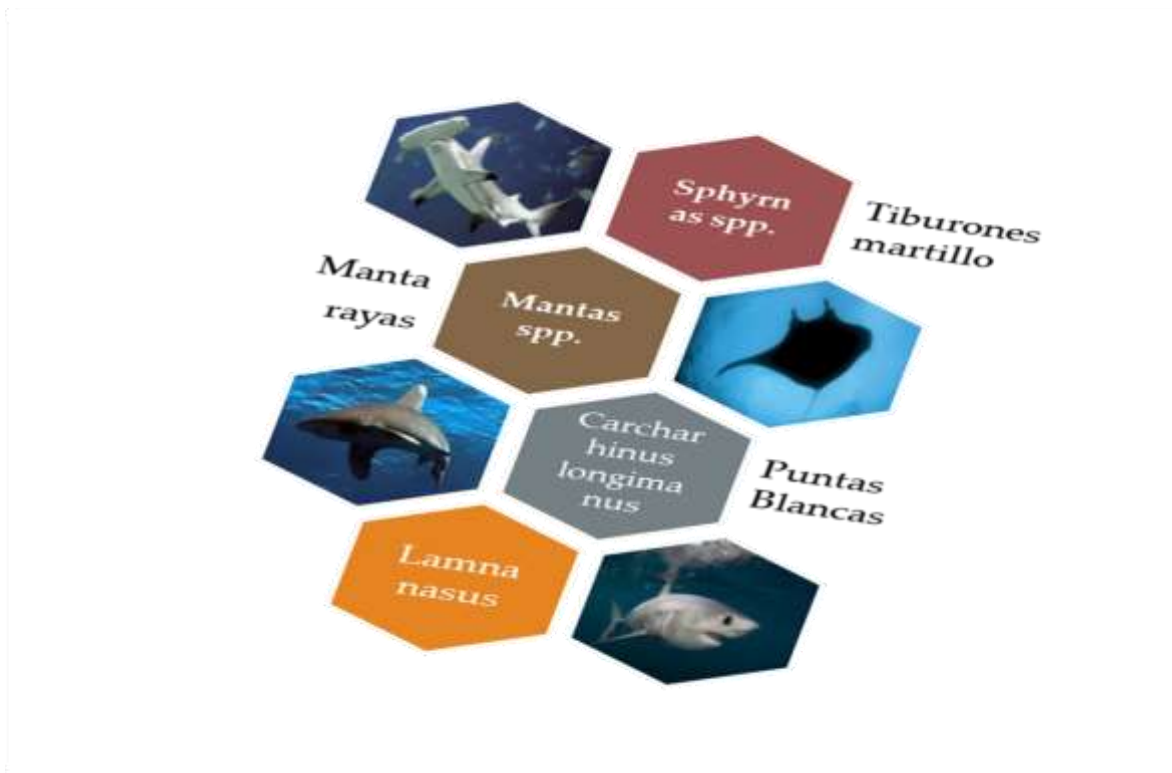 Sphyrn
as spp.
Tiburones
martillo
Manta
rayas
Mantas
spp.
Carchar
hinus
longima
nus
Puntas
Blancas
Lamna
nasus